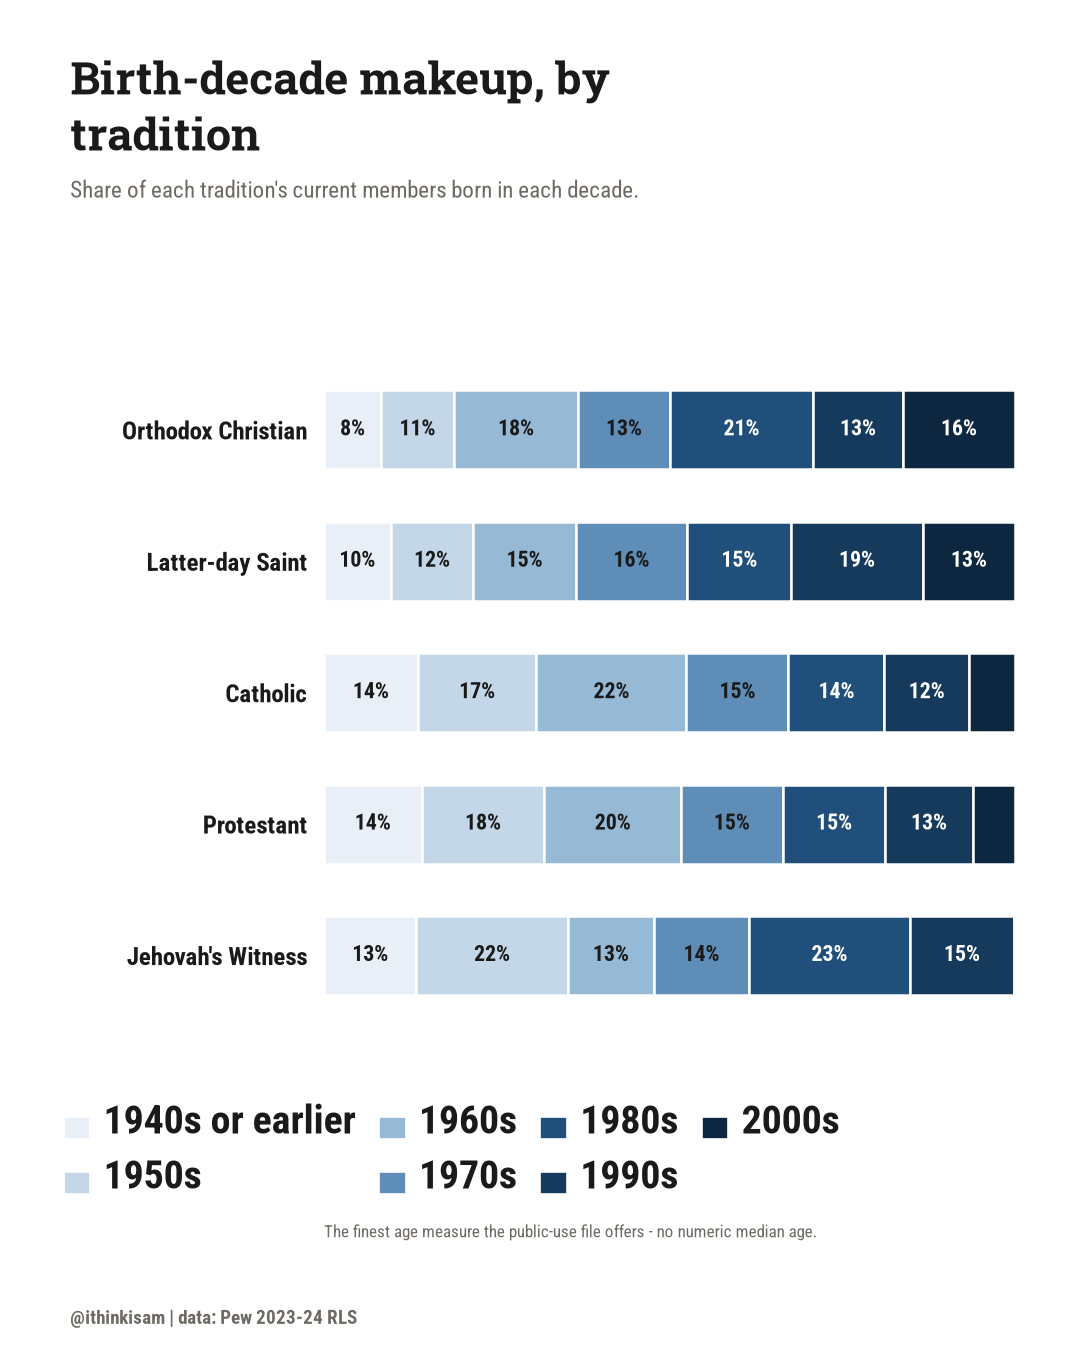 Birth-decade makeup, by
tradition
Share of each tradition's current members born in each decade.
Orthodox Christian 8% 11% 18% 13% 21% 13% 16%
Latter-day Saint 10% 12% 15% 16% 15% 19% 13%
Catholic 14% 17% 22% 15% 14% 12%
Protestant 14% 18% 20% 15% 15% 13%
Jehovah's Witness 13% 22% 13% 14% 23% 15%
1940s or earlier 1960s 1980s 2000s
1950s 1970s 1990s
The finest age measure the public-use file offers - no numeric median age.
@ithinkisam | data: Pew 2023-24 RLS